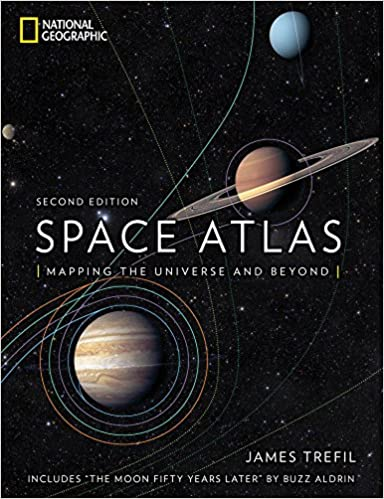 NATIONAL
GEOGRAPHIC
SECOND EDITION
SPACE ATLAS
MAPPING THE UNIVERSE AND BEYOND
JAMES TREFIL
INCLUDES "THE MOON FIFTY YEARS LATER" BY BUZZ ALDRIN